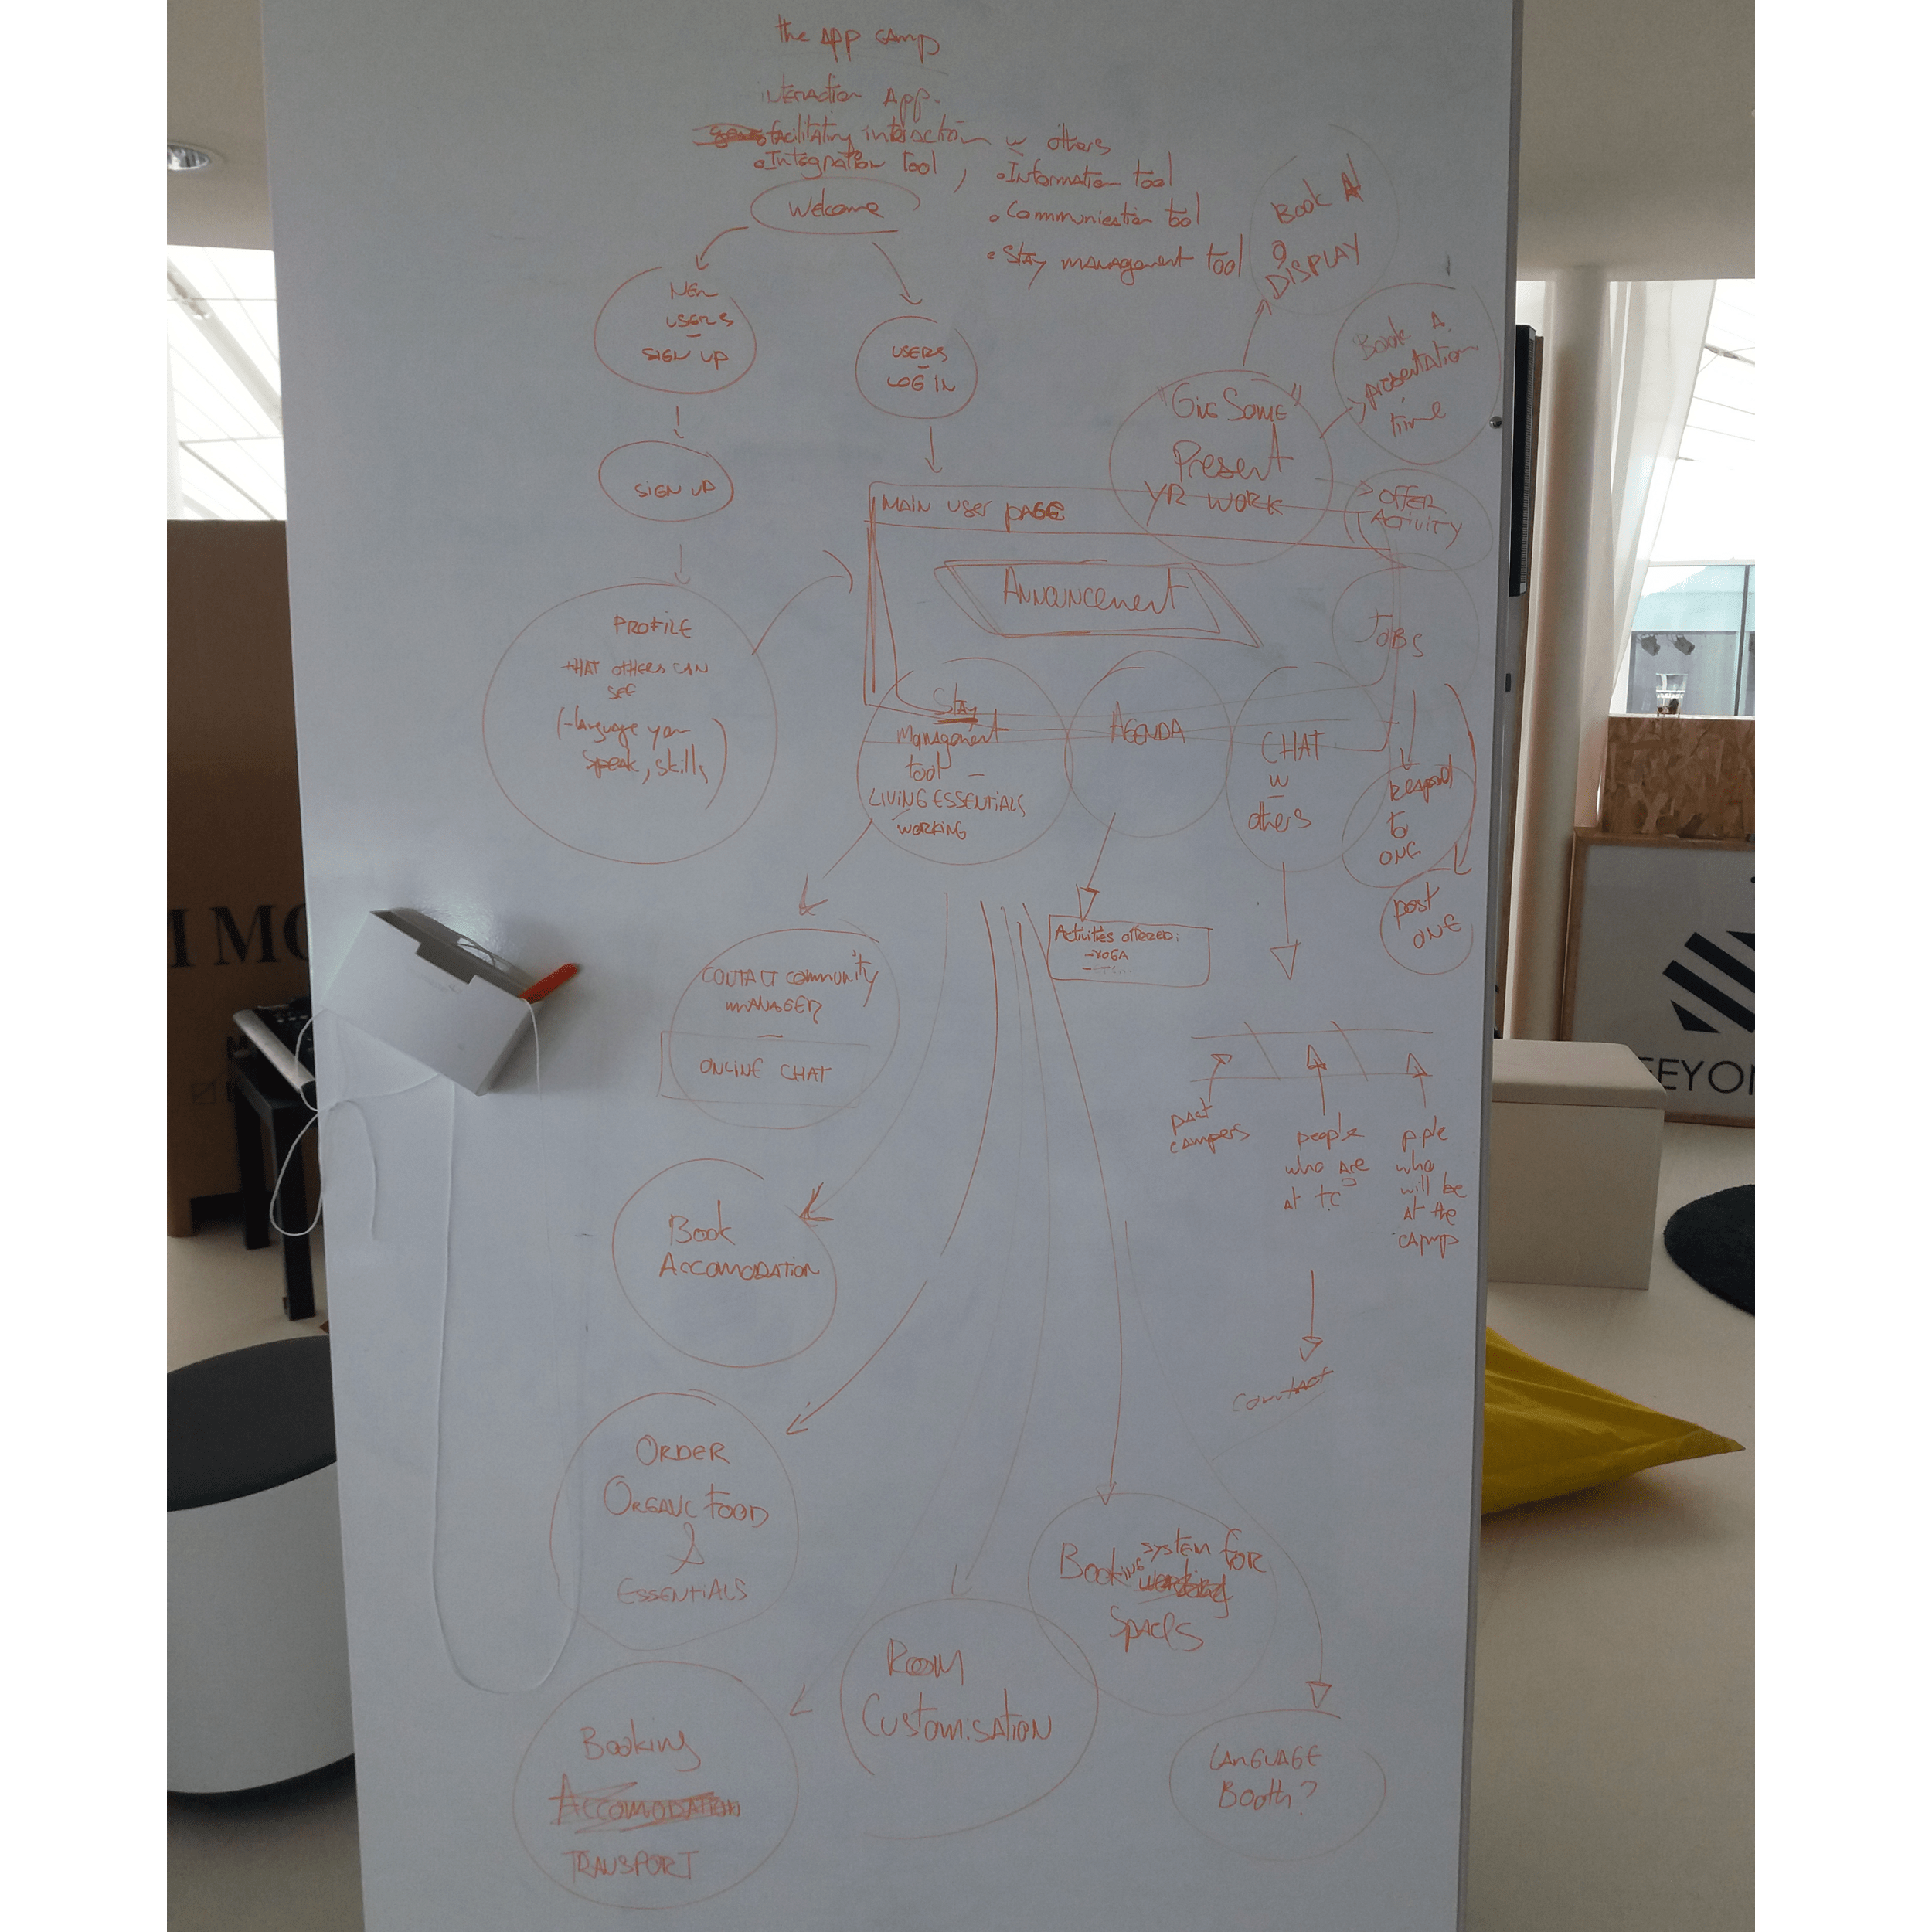 the App camp
interaction App.
facilitating interaction w others
Integration tool,
Information tool
Communication tool
Stay management tool
Welcome
NEW
USERS
SIGN UP
USERS
LOG IN
SIGN UP
PROFILE
THAT OTHERS CAN
SEE
(-language you
speak, skills)
MAIN user pAGE
ANNOUNCEMENT
"Give SOME"
Present
YR WORK
Book A
DISPLAY
Book A
presentation
time
OFFER
ACTIVITY
JOBS
respond
to
ONE
post
ONE
Stay
Management
tool –
LIVING ESSENTIALS
WORKING
AGENDA
CHAT
w
others
Activities offered:
-YOGA
CONTACT community
MANAGER
ONLINE CHAT
past
campers
people
who are
at tc
pple
who
will be
At the
CAmp
contact
Book
ACCOMODATION
ORDER
ORGANIC FOOD
&
ESSENTIALS
Booking
ACCOMODATION
TRANSPORT
ROOM
Customisation
Booking system FOR
working
Spaces
LANGUAGE
Booth?
EEYON